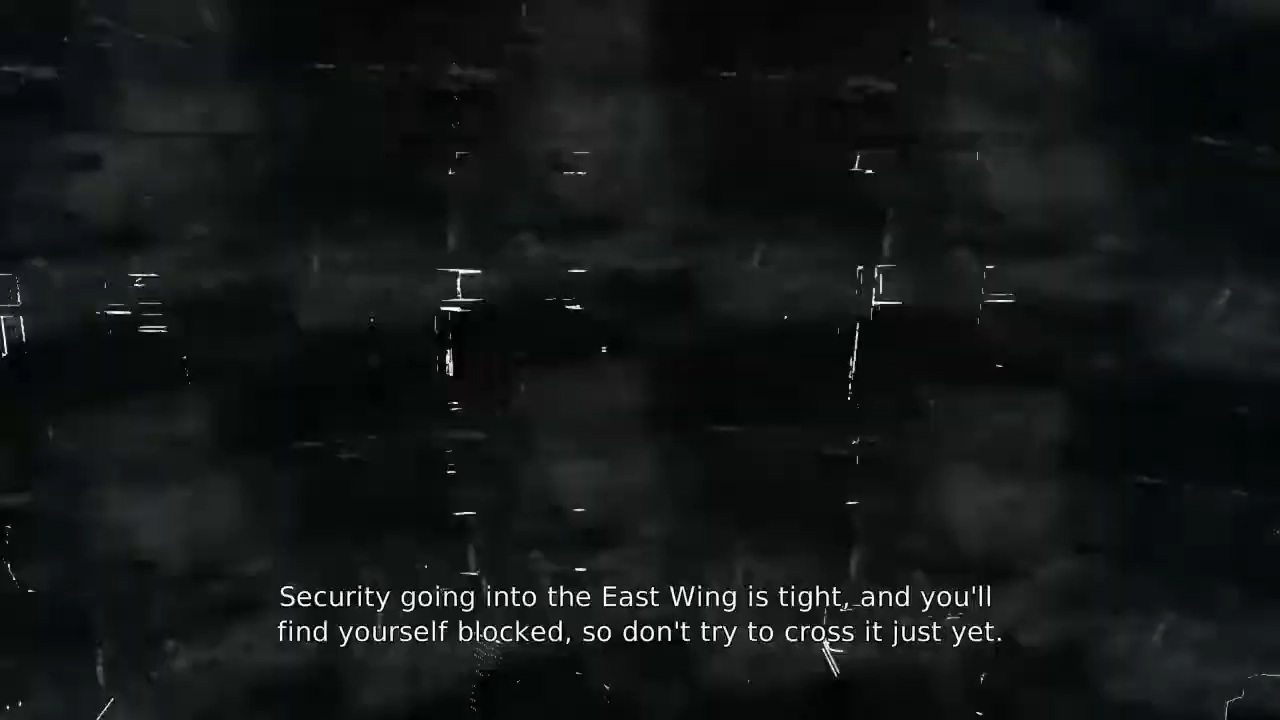 Security going into the East Wing is tight, and you'll
find yourself blocked, so don't try to cross it just yet.